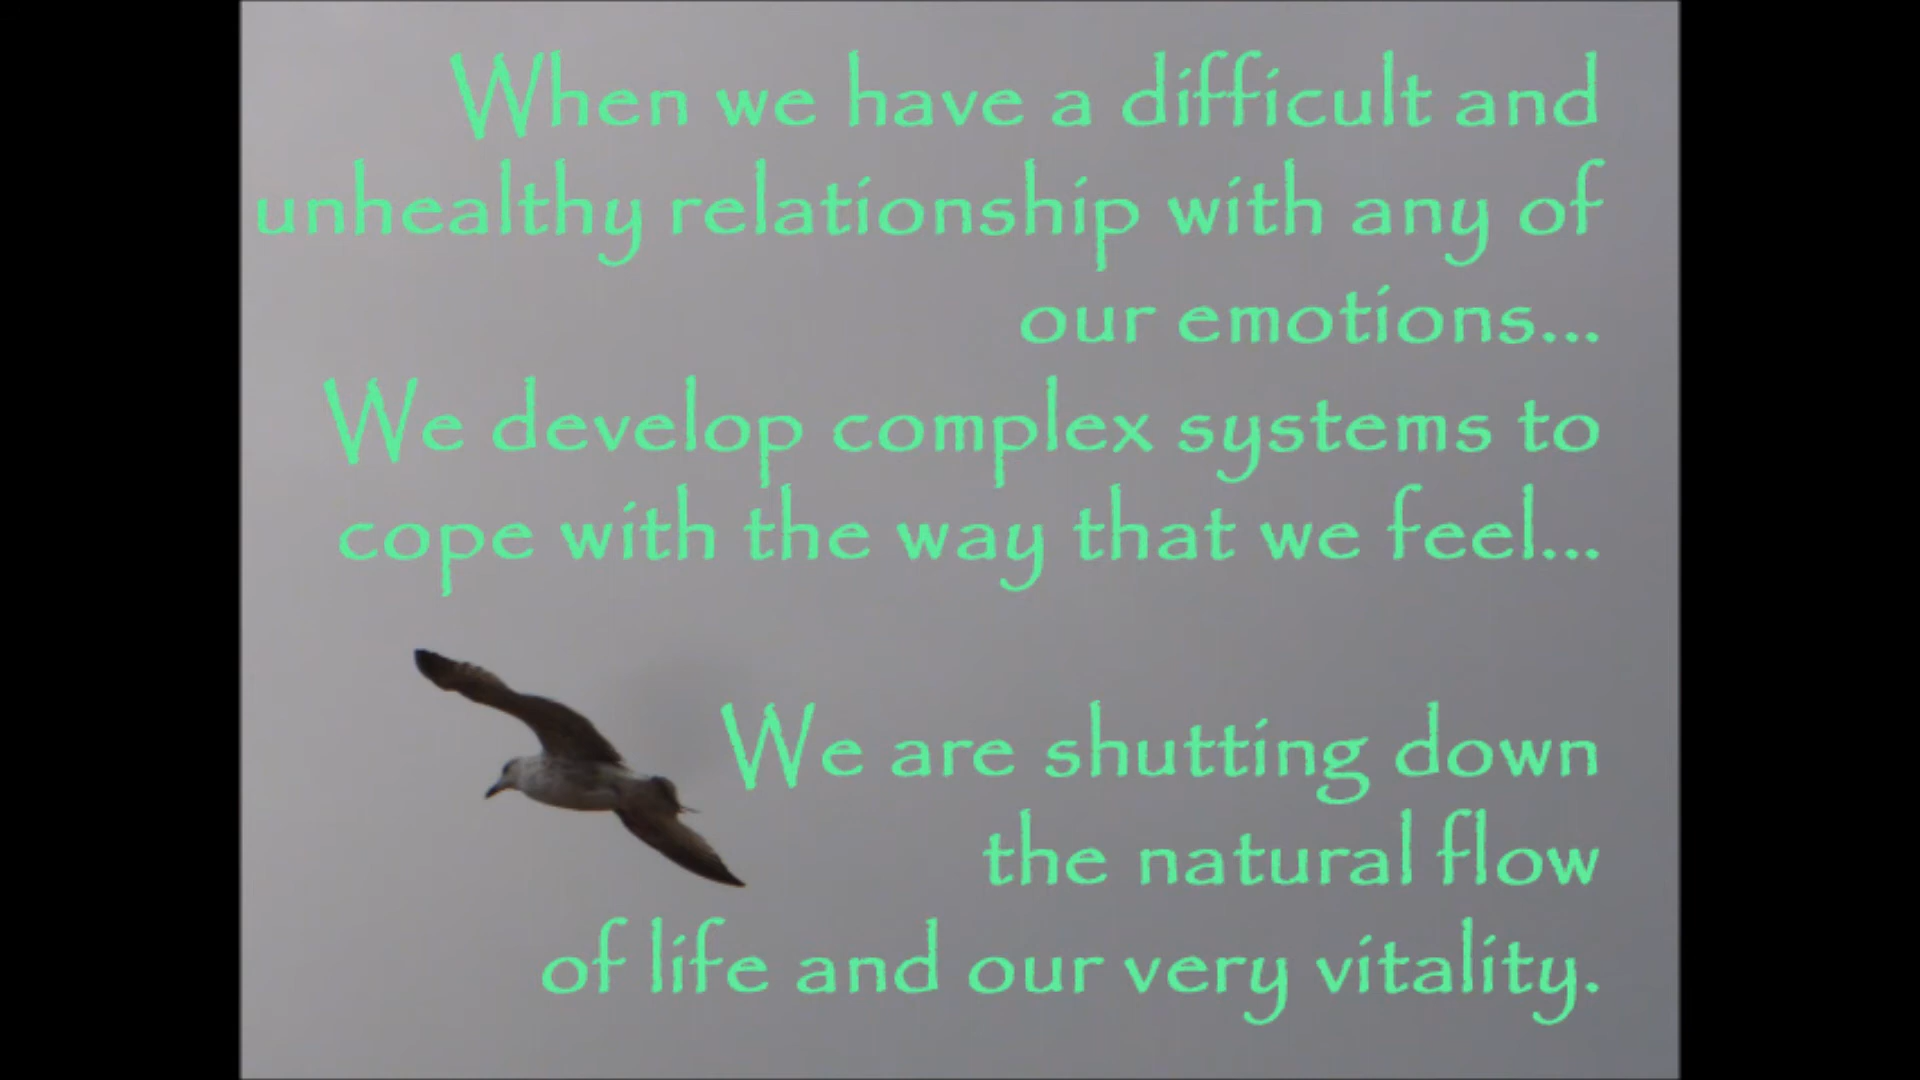 When we have a difficult and
unhealthy relationship with any of
our emotions...
We develop complex systems to
cope with the way that we feel...
We are shutting down
the natural flow
of life and our very vitality.